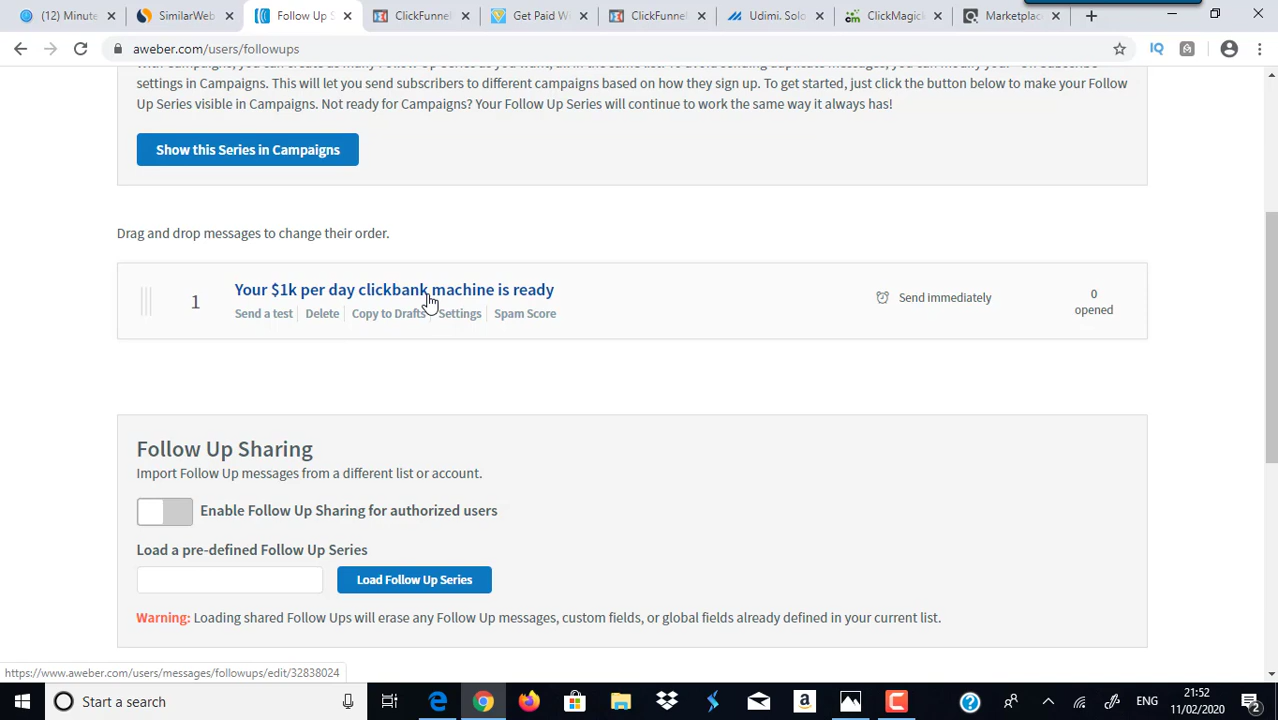 (12) Minute
SimilarWeb
Follow Up S
ClickFunnel
Get Paid Wi
ClickFunnel
Udimi. Solo
ClickMagick
Marketplace
aweber.com/users/followups
settings in Campaigns. This will let you send subscribers to different campaigns based on how they sign up. To get started, just click the button below to make your Follow
Up Series visible in Campaigns. Not ready for Campaigns? Your Follow Up Series will continue to work the same way it always has!
Show this Series in Campaigns
Drag and drop messages to change their order.
1
Your $1k per day clickbank machine is ready
Send a test Delete Copy to Drafts Settings Spam Score
Send immediately
0
opened
Follow Up Sharing
Import Follow Up messages from a different list or account.
Enable Follow Up Sharing for authorized users
Load a pre-defined Follow Up Series
Load Follow Up Series
Warning: Loading shared Follow Ups will erase any Follow Up messages, custom fields, or global fields already defined in your current list.
https://www.aweber.com/users/messages/followups/edit/32838024
Start a search
ENG
21:52
11/02/2020
2